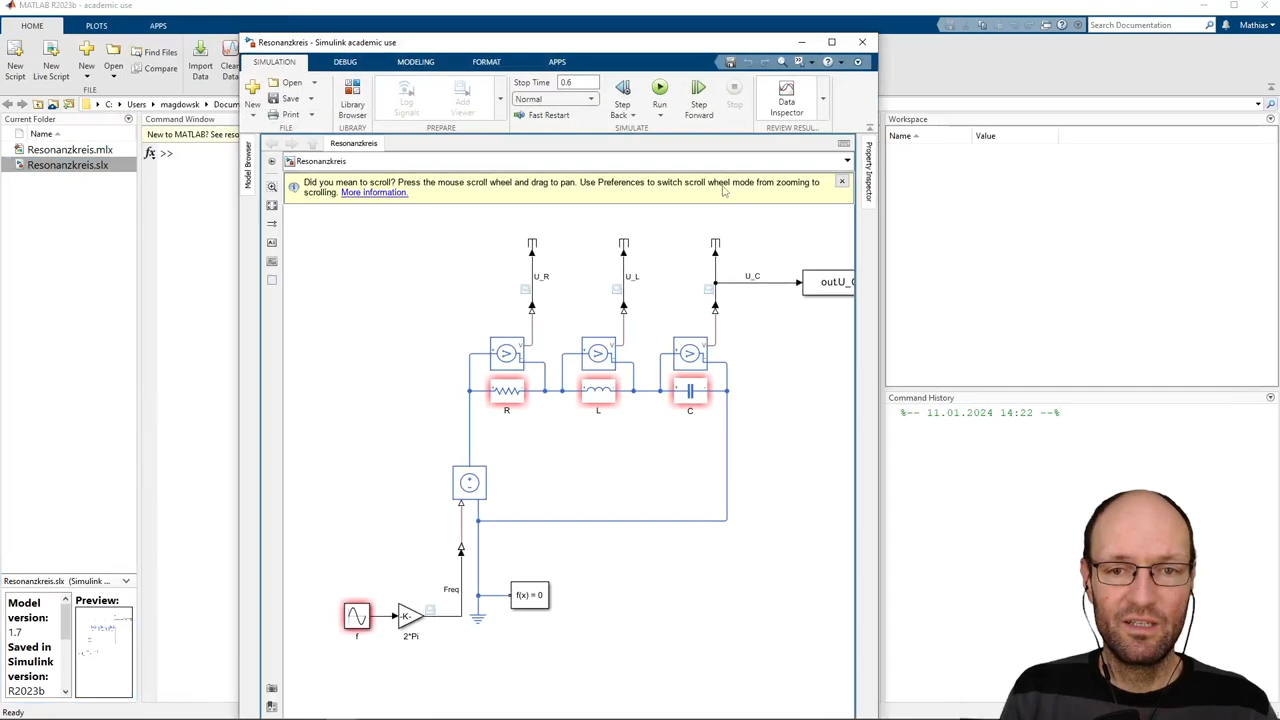 MATLAB R2023b - academic use
HOME
PLOTS
APPS
Search Documentation
Mathias
New Script
New Live Script
New
Open
Find Files
Compare
Import Data
FILE
C:
Users
magdowsk
Current Folder
Name
Resonanzkreis.mlx
Resonanzkreis.slx
Command Window
New to MATLAB? See
fx >>
Resonanzkreis - Simulink academic use
SIMULATION
DEBUG
MODELING
FORMAT
APPS
New
Open
Save
Print
FILE
Library Browser
LIBRARY
Log Signals
Add Viewer
PREPARE
Stop Time 0.6
Normal
Fast Restart
Step Back
Run
Step Forward
Stop
SIMULATE
Data Inspector
REVIEW RESUL...
Model Browser
Resonanzkreis
Resonanzkreis
Property Inspector
Did you mean to scroll? Press the mouse scroll wheel and drag to pan. Use Preferences to switch scroll wheel mode from zooming to
scrolling. More information.
U_R
U_L
U_C
out.U_
V
V
V
R
L
C
Freq
f(x) = 0
-K-
f
2*Pi
Workspace
Name
Value
Command History
%-- 11.01.2024 14:22 --%
Resonanzkreis.slx (Simulink ...
Model version:
1.7
Saved in Simulink version:
R2023b
Preview:
Ready